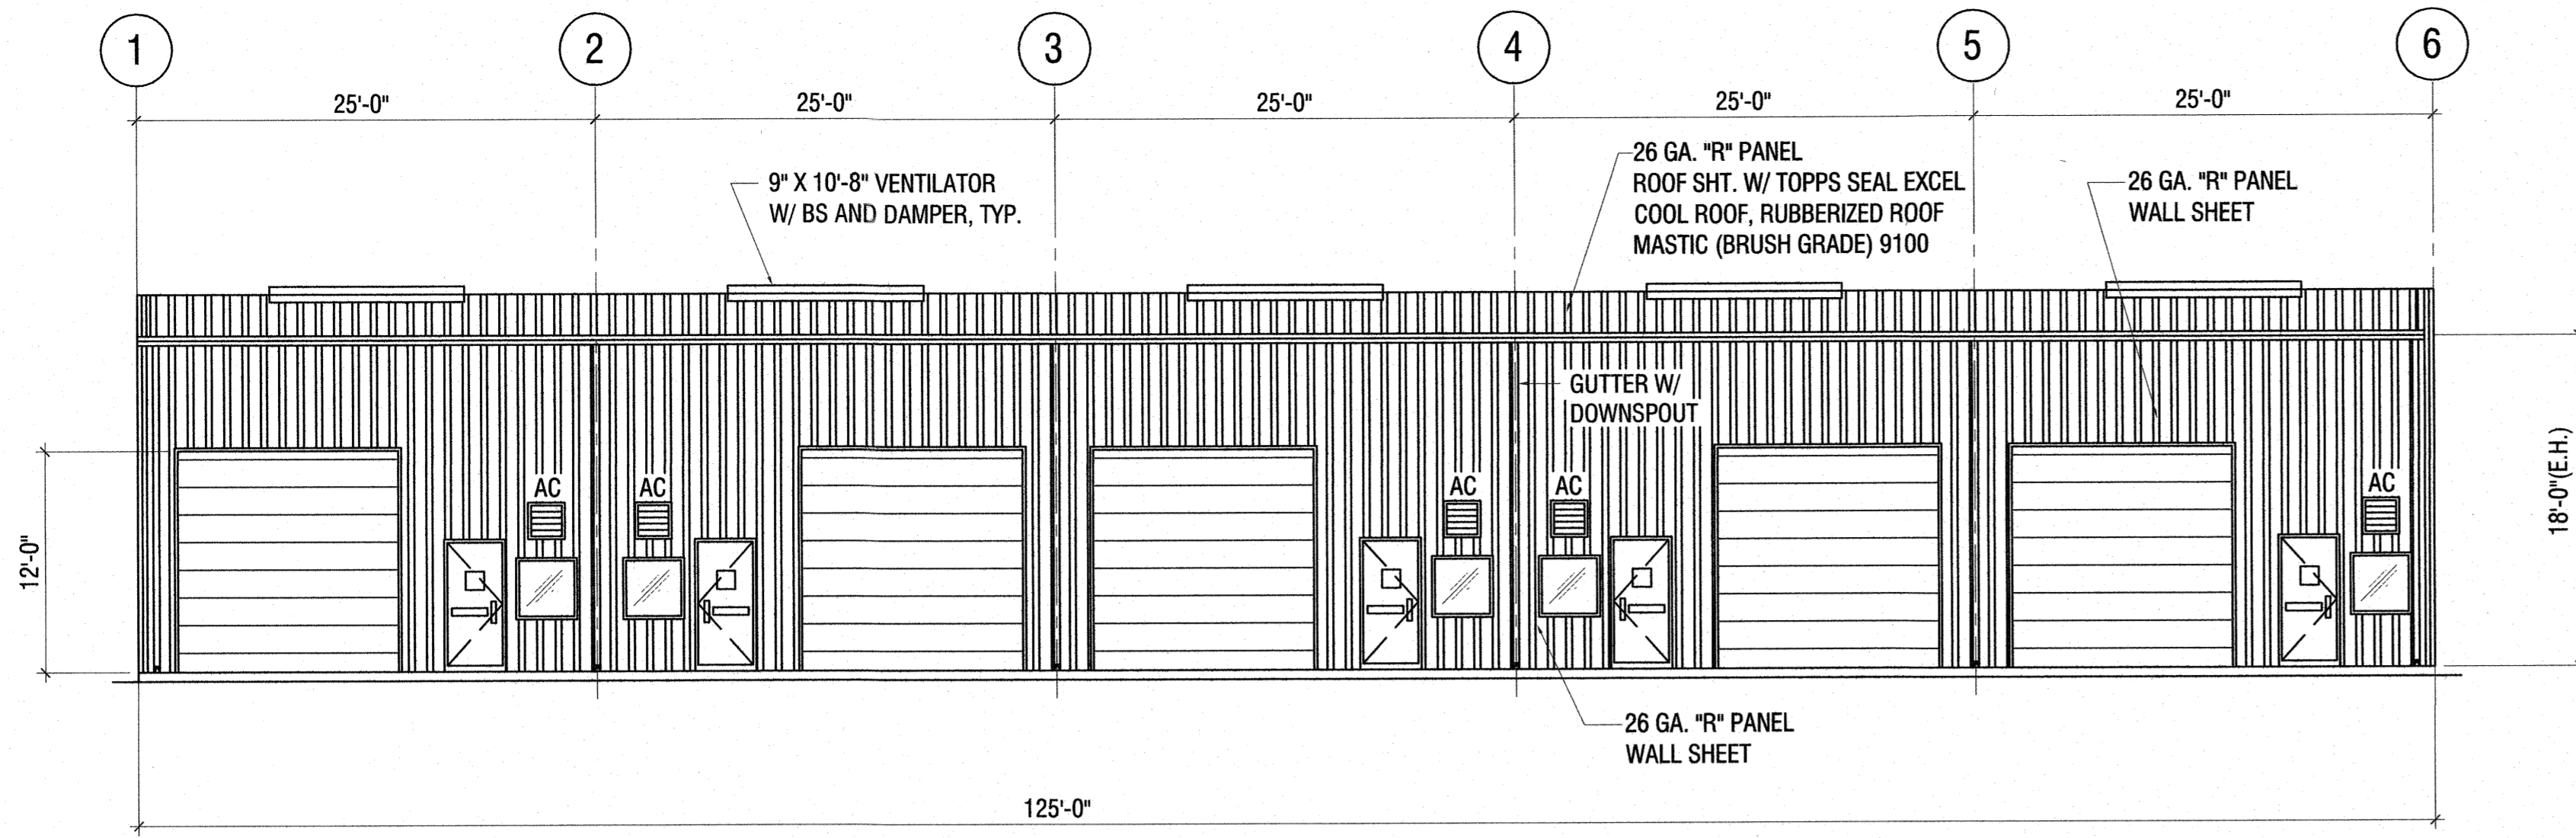 1
2
3
4
5
6
25'-0"
25'-0"
25'-0"
25'-0"
25'-0"
9" X 10'-8" VENTILATOR
W/ BS AND DAMPER, TYP.
26 GA. "R" PANEL
ROOF SHT. W/ TOPPS SEAL EXCEL
COOL ROOF, RUBBERIZED ROOF
MASTIC (BRUSH GRADE) 9100
26 GA. "R" PANEL
WALL SHEET
GUTTER W/
DOWNSPOUT
12'-0"
AC
AC
AC
AC
AC
18'-0"(E.H.)
26 GA. "R" PANEL
WALL SHEET
125'-0"